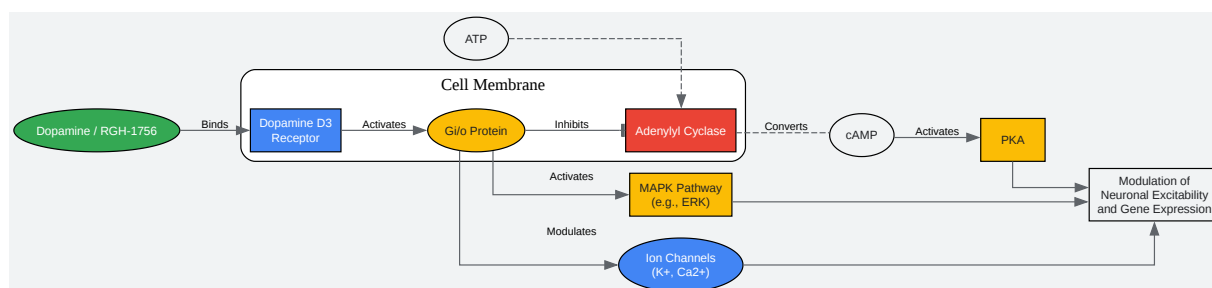 ATP
Cell Membrane
Dopamine / RGH-1756
Binds
Dopamine D3
Receptor
Activates
Gi/o Protein
Inhibits
Adenylyl Cyclase
Converts
cAMP
Activates
PKA
Activates
MAPK Pathway
(e.g., ERK)
Modulation of
Neuronal Excitability
and Gene Expression
Modulates
Ion Channels
(K+, Ca2+)